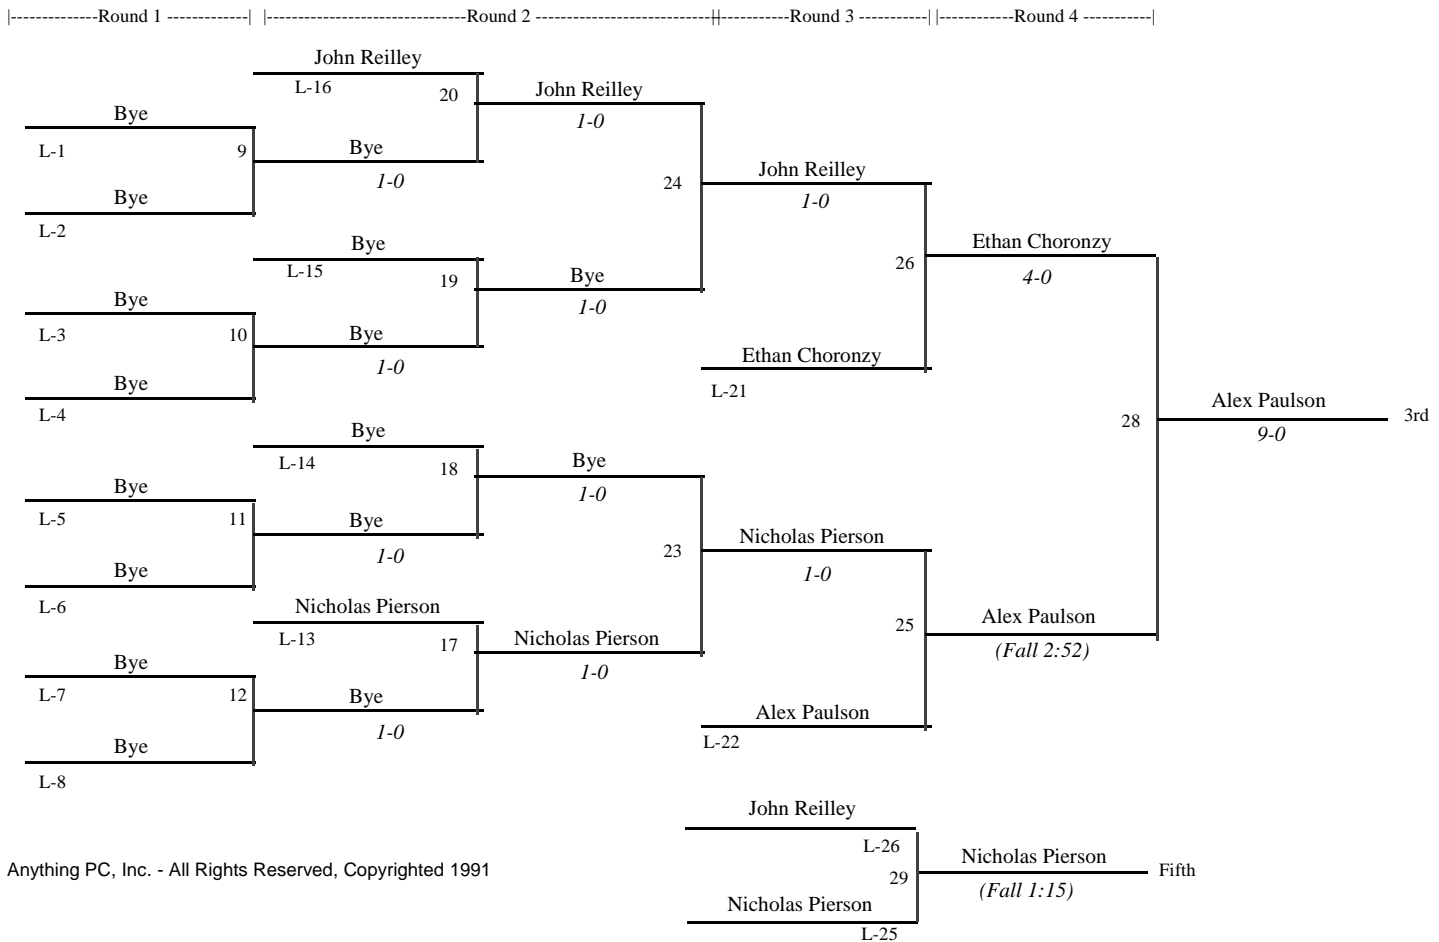 |--------------Round 1 -------------| |-------------------------------Round 2 ----------------------------||-----------Round 3 -----------| |------------Round 4 -----------|
John Reilley
L-16
20
John Reilley
1-0
Bye
L-1
9
Bye
1-0
Bye
L-2
24
John Reilley
1-0
Bye
L-15
19
Bye
1-0
Ethan Choronzy
4-0
26
Bye
L-3
10
Bye
1-0
Bye
L-4
Ethan Choronzy
L-21
28
Alex Paulson
9-0
3rd
Bye
L-14
18
Bye
1-0
Bye
L-5
11
Bye
1-0
Bye
L-6
23
Nicholas Pierson
1-0
Nicholas Pierson
L-13
17
Nicholas Pierson
1-0
25
Alex Paulson
(Fall 2:52)
Bye
L-7
12
Bye
1-0
Bye
L-8
Alex Paulson
L-22
John Reilley
L-26
29
Nicholas Pierson
(Fall 1:15)
Fifth
Nicholas Pierson
L-25
Anything PC, Inc. - All Rights Reserved, Copyrighted 1991